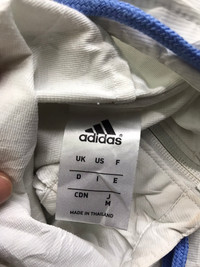 adidas
UK US F
D I E
CDN J
M
MADE IN THAILAND